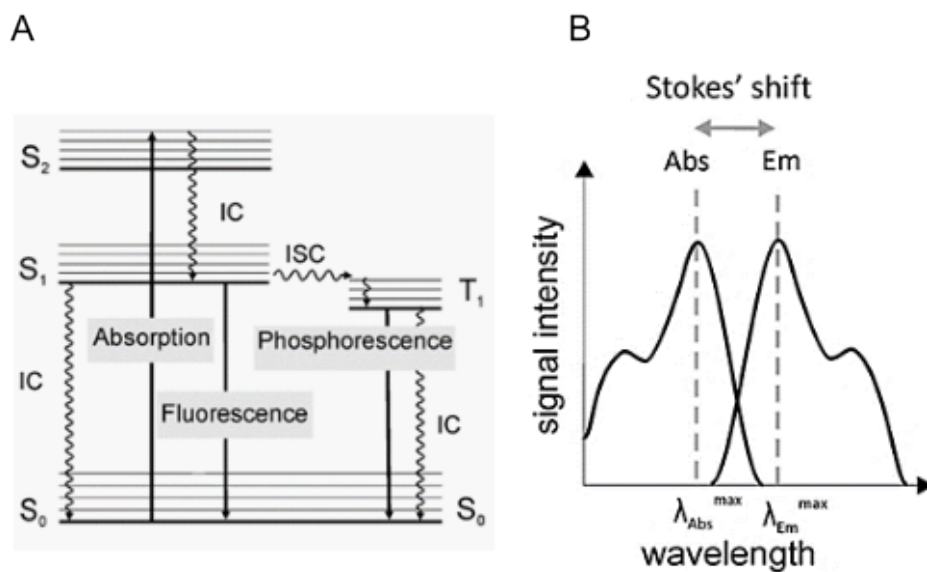 A
S₂
IC
S₁
ISC
T₁
Absorption
Phosphorescence
IC
Fluorescence
IC
S₀
S₀
B
Stokes’ shift
Abs
Em
signal intensity
λAbs max
λEm max
wavelength